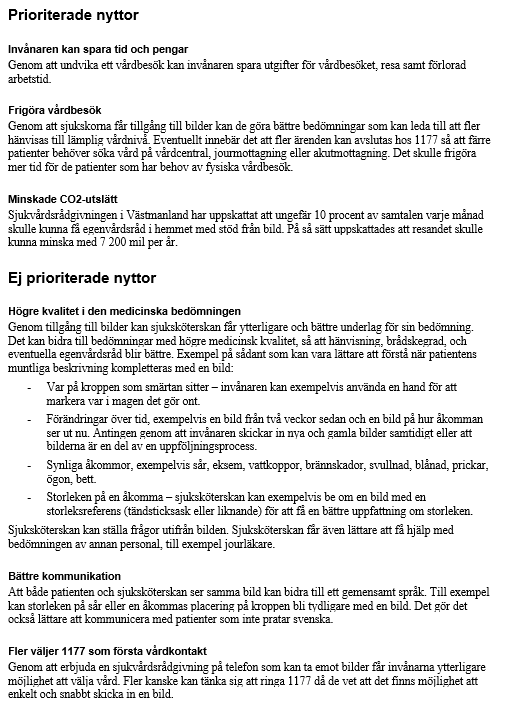 Prioriterade nyttor
Invånaren kan spara tid och pengar
Genom att undvika ett vårdbesök kan invånaren spara utgifter för vårdbesöket, resa samt förlorad
arbetstid.
Frigöra vårdbesök
Genom att sjukskorna får tillgång till bilder kan de göra bättre bedömningar som kan leda till att fler
hänvisas till lämplig vårdnivå. Eventuellt innebär det att fler ärenden kan avslutas hos 1177 så att färre
patienter behöver söka vård på vårdcentral, jourmottagning eller akutmottagning. Det skulle frigöra
mer tid för de patienter som har behov av fysiska vårdbesök.
Minskade CO2-utslätt
Sjukvårdsrådgivningen i Västmanland har uppskattat att ungefär 10 procent av samtalen varje månad
skulle kunna få egenvårdsråd i hemmet med stöd från bild. På så sätt uppskattades att resandet skulle
kunna minska med 7 200 mil per år.
Ej prioriterade nyttor
Högre kvalitet i den medicinska bedömningen
Genom tillgång till bilder kan sjuksköterskan får ytterligare och bättre underlag för sin bedömning.
Det kan bidra till bedömningar med högre medicinsk kvalitet, så att hänvisning, brådskegrad, och
eventuella egenvårdsråd blir bättre. Exempel på sådant som kan vara lättare att förstå när patientens
muntliga beskrivning kompletteras med en bild:
- Var på kroppen som smärtan sitter – invånaren kan exempelvis använda en hand för att
markera var i magen det gör ont.
- Förändringar över tid, exempelvis en bild från två veckor sedan och en bild på hur åkomman
ser ut nu. Antingen genom att invånaren skickar in nya och gamla bilder samtidigt eller att
bilderna är en del av en uppföljningsprocess.
- Synliga åkommor, exempelvis sår, eksem, vattkoppor, brännskador, svullnad, blånad, prickar,
ögon, bett.
- Storleken på en åkomma – sjuksköterskan kan exempelvis be om en bild med en
storleksreferens (tändsticksask eller liknande) för att få en bättre uppfattning om storleken.
Sjuksköterskan kan ställa frågor utifrån bilden. Sjuksköterskan får även lättare att få hjälp med
bedömningen av annan personal, till exempel jourläkare.
Bättre kommunikation
Att både patienten och sjuksköterskan ser samma bild kan bidra till ett gemensamt språk. Till exempel
kan storleken på sår eller en åkommas placering på kroppen bli tydligare med en bild. Det gör det
också lättare att kommunicera med patienter som inte pratar svenska.
Fler väljer 1177 som första vårdkontakt
Genom att erbjuda en sjukvårdsrådgivning på telefon som kan ta emot bilder får invånarna ytterligare
möjlighet att välja vård. Fler kanske kan tänka sig att ringa 1177 då de vet att det finns möjlighet att
enkelt och snabbt skicka in en bild.